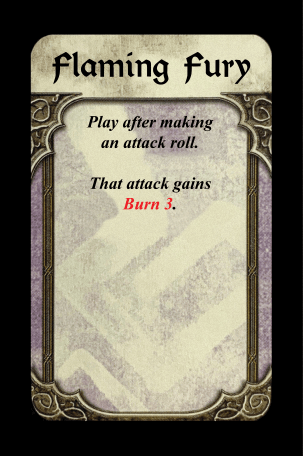 Flaming Fury
Play after making
an attack roll.
That attack gains
Burn 3.